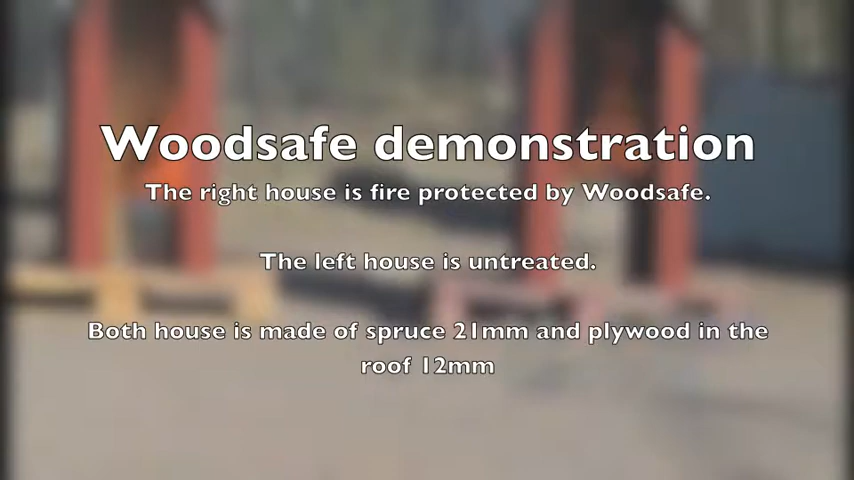 Woodsafe demonstration
The right house is fire protected by Woodsafe.
The left house is untreated.
Both house is made of spruce 21mm and plywood in the
roof 12mm